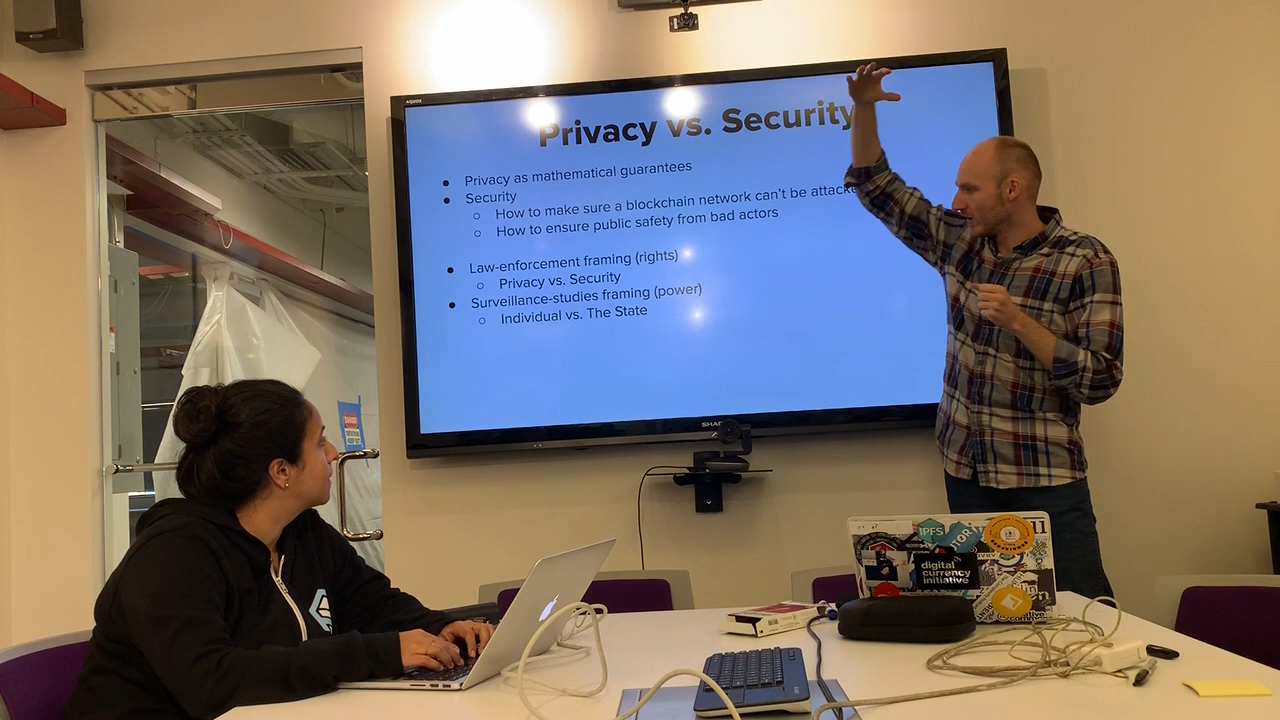 AQUOS
Privacy vs. Security
Privacy as mathematical guarantees
Security
How to make sure a blockchain network can't be attacke
How to ensure public safety from bad actors
Law-enforcement framing (rights)
Privacy vs. Security
Surveillance-studies framing (power)
Individual vs. The State
IPFS
digital
currency
initiative